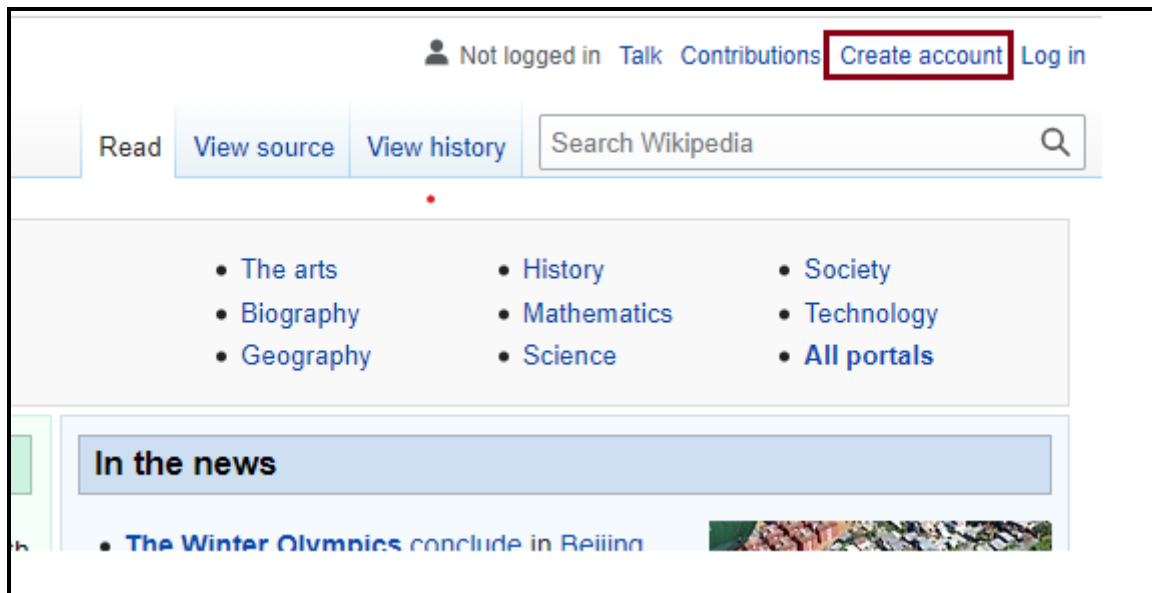 Not logged in Talk Contributions Create account Log in
Read View source View history Search Wikipedia
• The arts • History • Society
• Biography • Mathematics • Technology
• Geography • Science • All portals
In the news
• The Winter Olympics conclude in Beijing